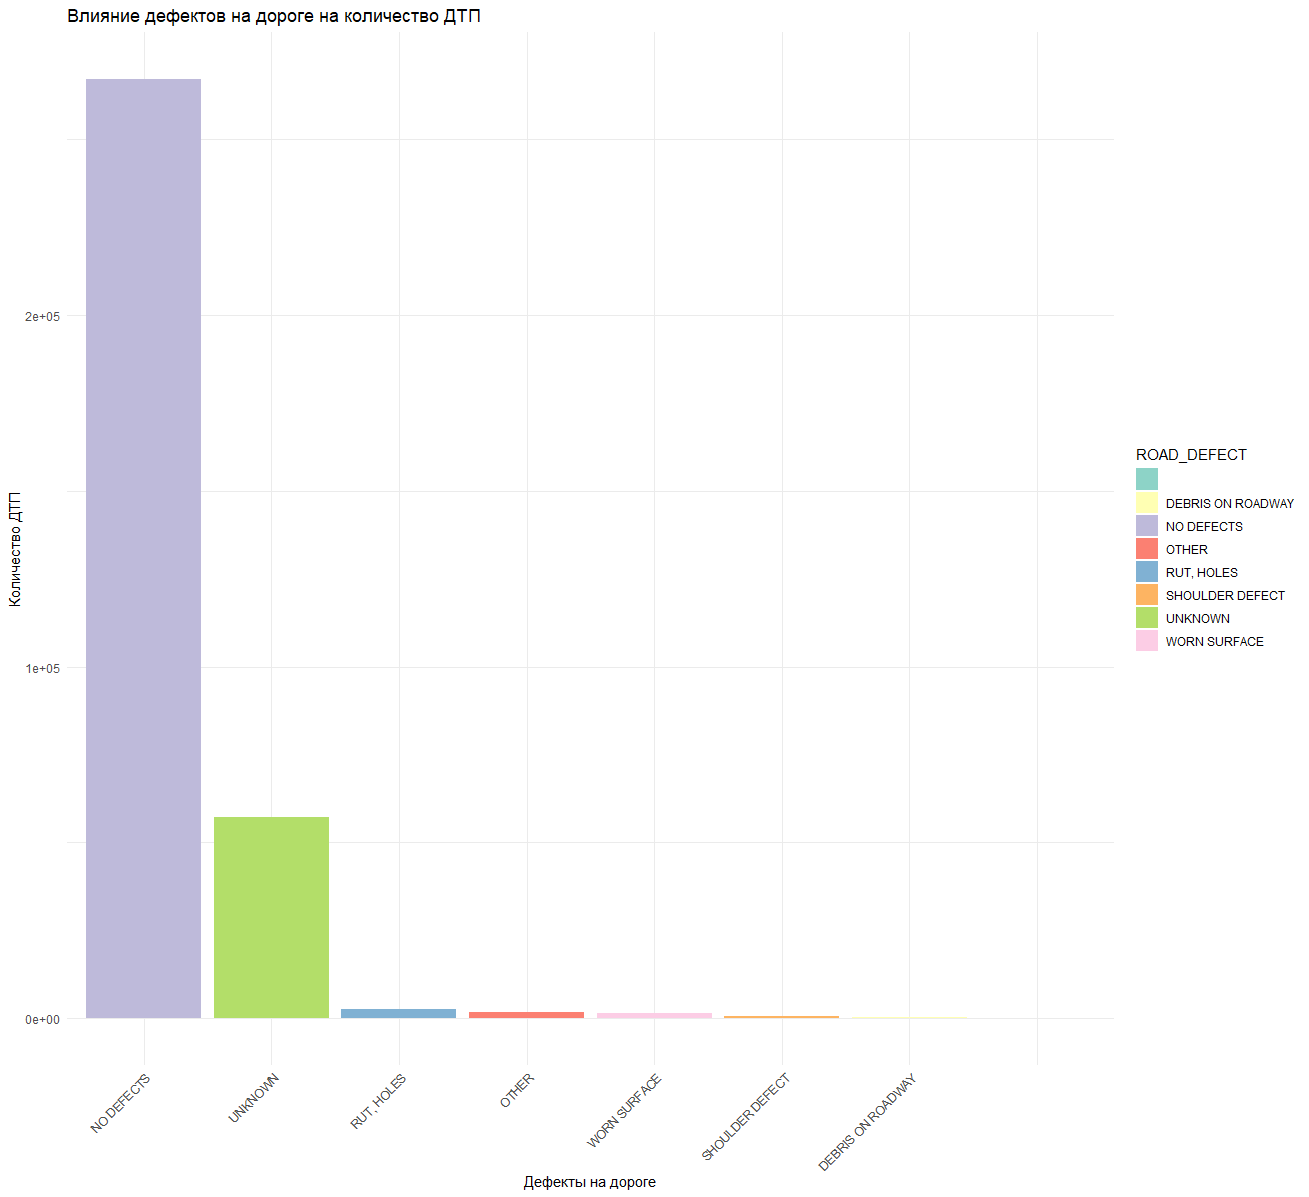 Влияние дефектов на дороге на количество ДТП
Количество ДТП
2e+05
1e+05
0e+00
NO DEFECTS
UNKNOWN
RUT, HOLES
OTHER
WORN SURFACE
SHOULDER DEFECT
DEBRIS ON ROADWAY
Дефекты на дороге
ROAD_DEFECT
DEBRIS ON ROADWAY
NO DEFECTS
OTHER
RUT, HOLES
SHOULDER DEFECT
UNKNOWN
WORN SURFACE